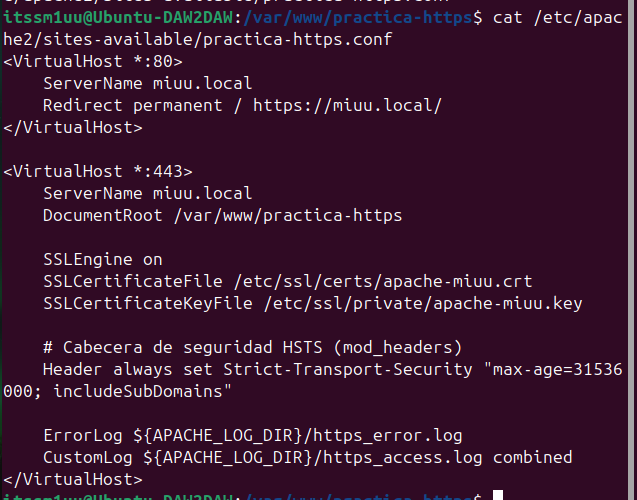 itssm1uu@Ubuntu-DAW2DAW:/var/www/practica-https$ cat /etc/apa
che2/sites-available/practica-https.conf
<VirtualHost *:80>
    ServerName miuu.local
    Redirect permanent / https://miuu.local/
</VirtualHost>

<VirtualHost *:443>
    ServerName miuu.local
    DocumentRoot /var/www/practica-https

    SSLEngine on
    SSLCertificateFile /etc/ssl/certs/apache-miuu.crt
    SSLCertificateKeyFile /etc/ssl/private/apache-miuu.key

    # Cabecera de seguridad HSTS (mod_headers)
    Header always set Strict-Transport-Security "max-age=31536
000; includeSubDomains"

    ErrorLog ${APACHE_LOG_DIR}/https_error.log
    CustomLog ${APACHE_LOG_DIR}/https_access.log combined
</VirtualHost>